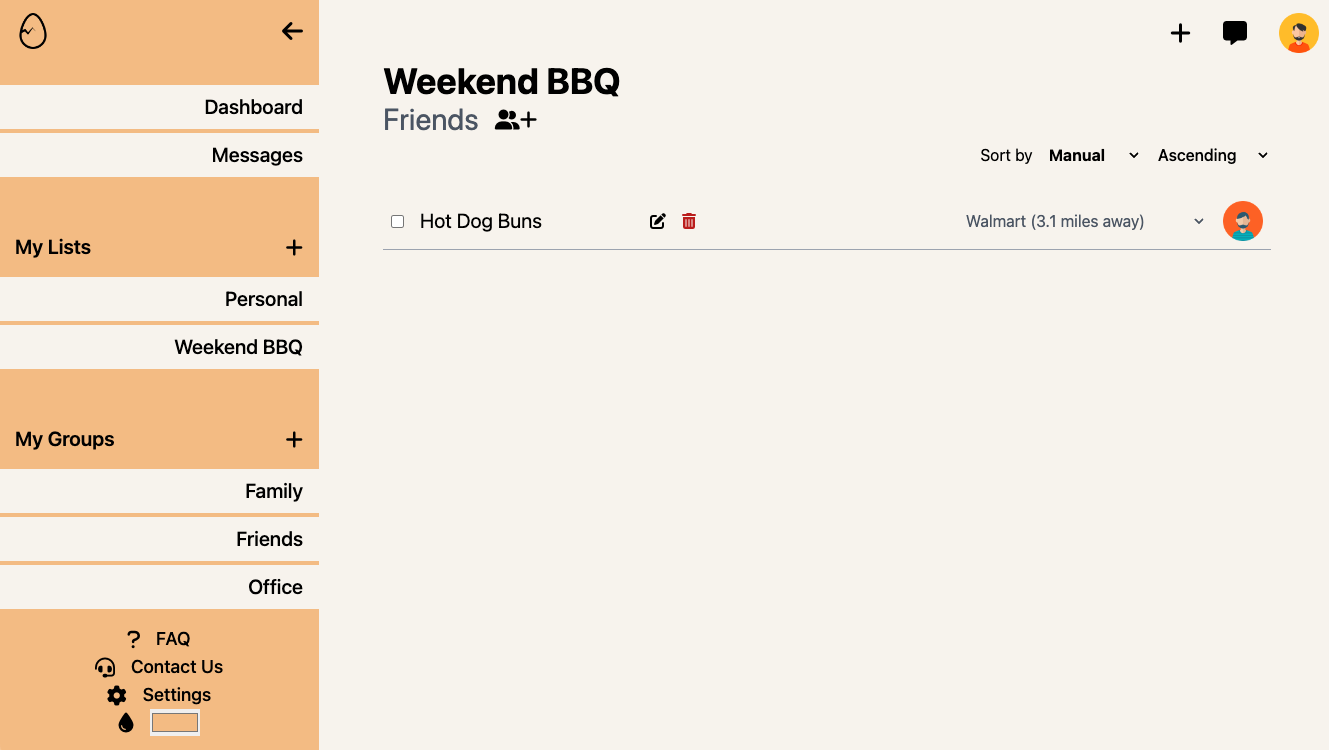 Dashboard
Messages
My Lists
Personal
Weekend BBQ
My Groups
Family
Friends
Office
FAQ
Contact Us
Settings
Weekend BBQ
Friends
Sort by Manual Ascending
Hot Dog Buns Walmart (3.1 miles away)